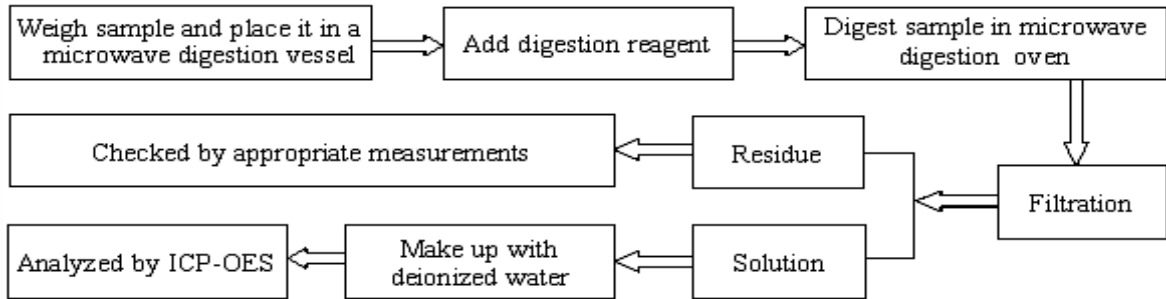 Weigh sample and place it in a
microwave digestion vessel
Add digestion reagent
Digest sample in microwave
digestion oven
Checked by appropriate measurements
Residue
Filtration
Analyzed by ICP-OES
Make up with
deionized water
Solution